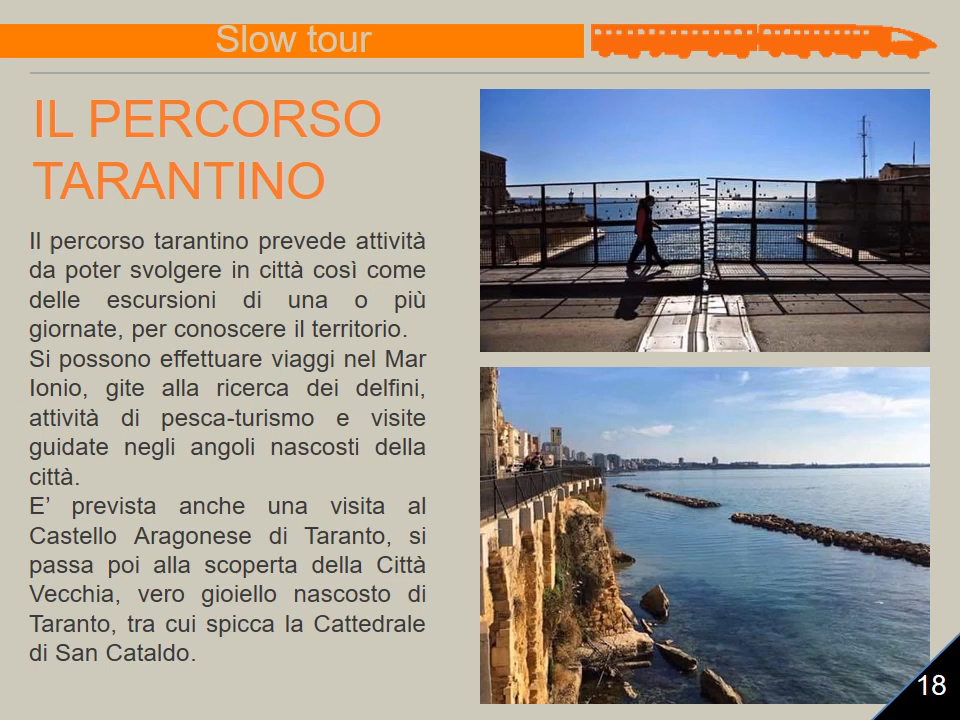 Slow tour
IL PERCORSO
TARANTINO
Il percorso tarantino prevede attività
da poter svolgere in città così come
delle escursioni di una o più
giornate, per conoscere il territorio.
Si possono effettuare viaggi nel Mar
Ionio, gite alla ricerca dei delfini,
attività di pesca-turismo e visite
guidate negli angoli nascosti della
città.
E’ prevista anche una visita al
Castello Aragonese di Taranto, si
passa poi alla scoperta della Città
Vecchia, vero gioiello nascosto di
Taranto, tra cui spicca la Cattedrale
di San Cataldo.
18